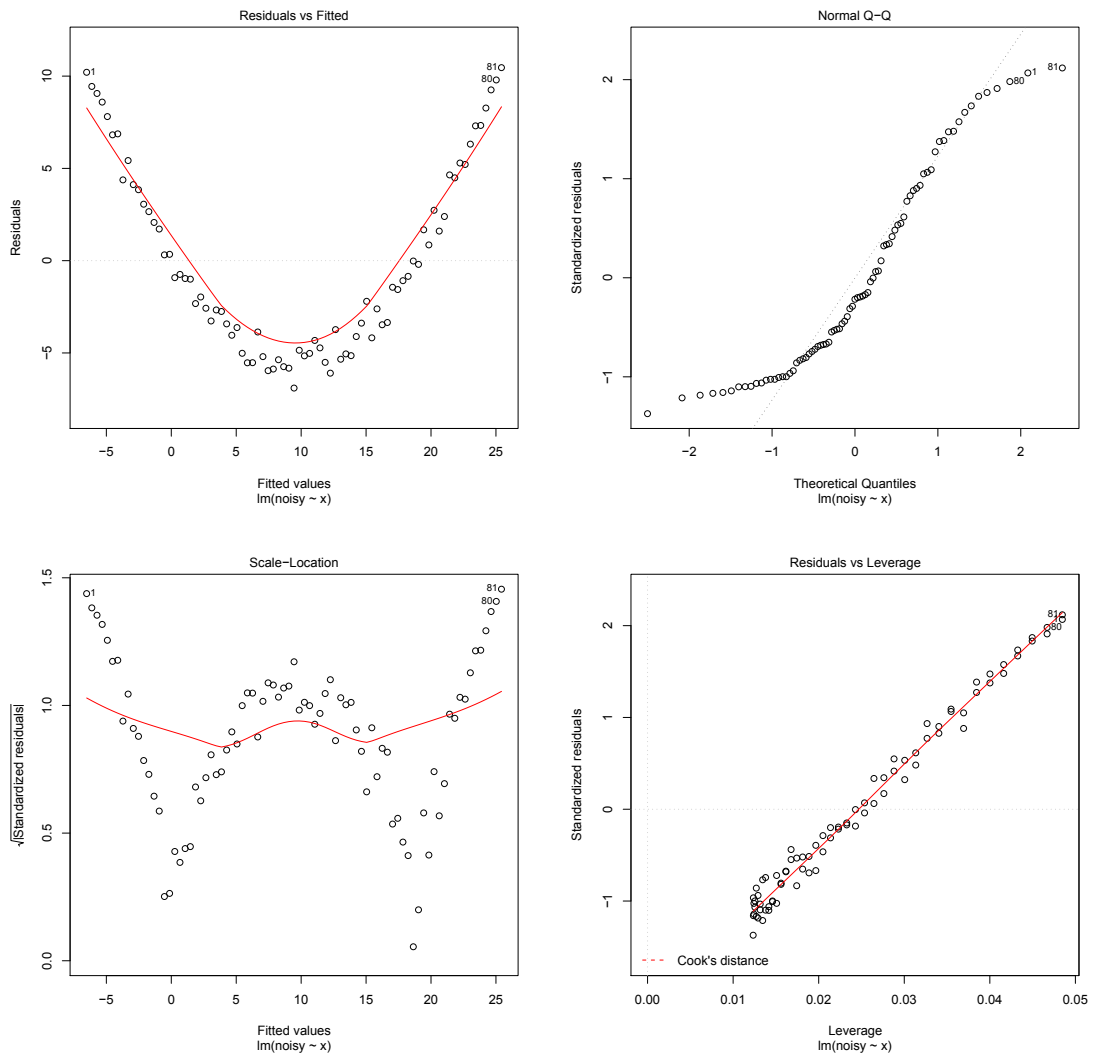 Residuals vs Fitted
10
5
0
−5
Residuals
1
81
80
−5 0 5 10 15 20 25
Fitted values
lm(noisy ~ x)
Normal Q−Q
2
1
0
−1
Standardized residuals
81
1
80
−2 −1 0 1 2
Theoretical Quantiles
lm(noisy ~ x)
Scale−Location
1.5
1.0
0.5
0.0
√|Standardized residuals|
1
81
80
−5 0 5 10 15 20 25
Fitted values
lm(noisy ~ x)
Residuals vs Leverage
2
1
0
−1
Standardized residuals
81
80
Cook's distance
0.00 0.01 0.02 0.03 0.04 0.05
Leverage
lm(noisy ~ x)